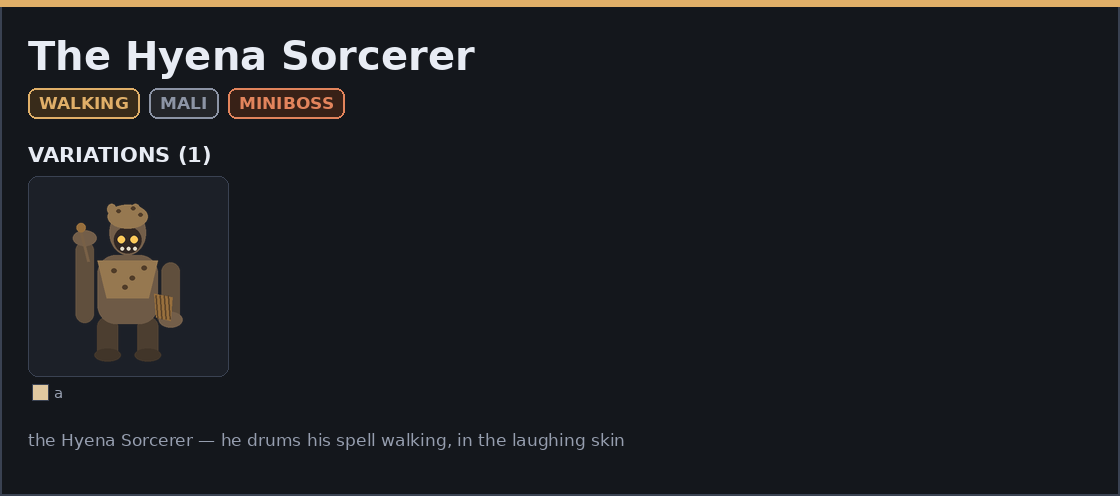 The Hyena Sorcerer
WALKING MALI MINIBOSS
VARIATIONS (1)
a
the Hyena Sorcerer — he drums his spell walking, in the laughing skin